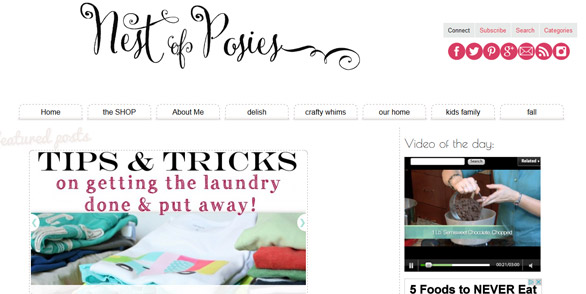 Nest of Posies
Connect Subscribe Search Categories
Home the SHOP About Me delish crafty whims our home kids family fall
featured posts
TIPS & TRICKS
on getting the laundry
done & put away!
Video of the day:
Search Related
1 Lb. Semisweet Chocolate, Chopped
00:21/03:00
5 Foods to NEVER Eat